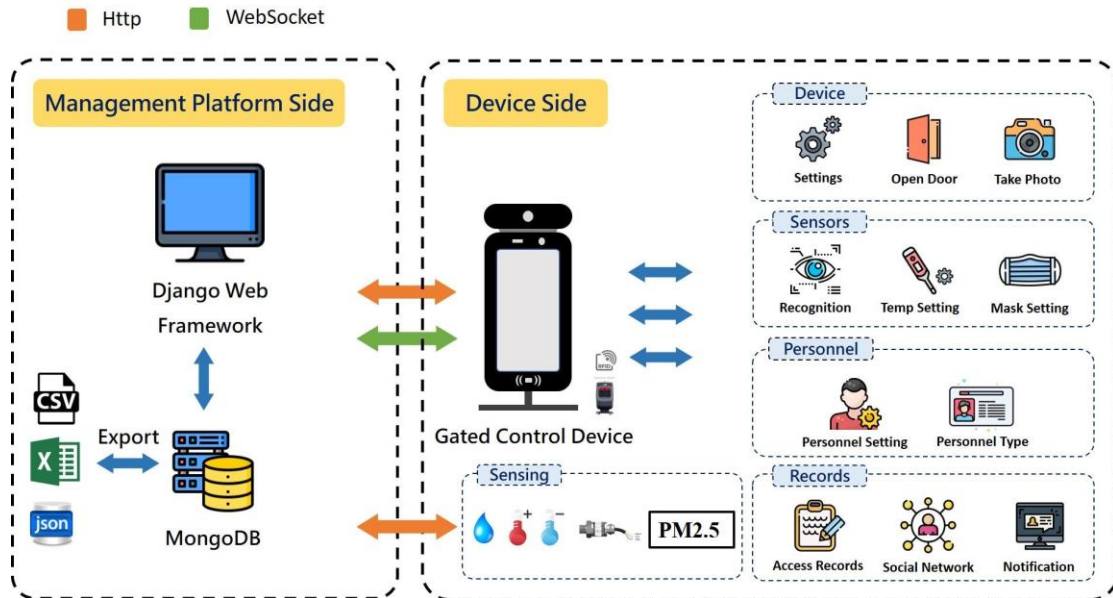 Http
WebSocket
Management Platform Side
Django Web
Framework
CSV
Export
X
json
MongoDB
Device Side
RFID
Gated Control Device
Sensing
+
−
PM2.5
Device
Settings
Open Door
Take Photo
Sensors
Recognition
Temp Setting
Mask Setting
Personnel
Personnel Setting
Personnel Type
Records
Access Records
Social Network
Notification